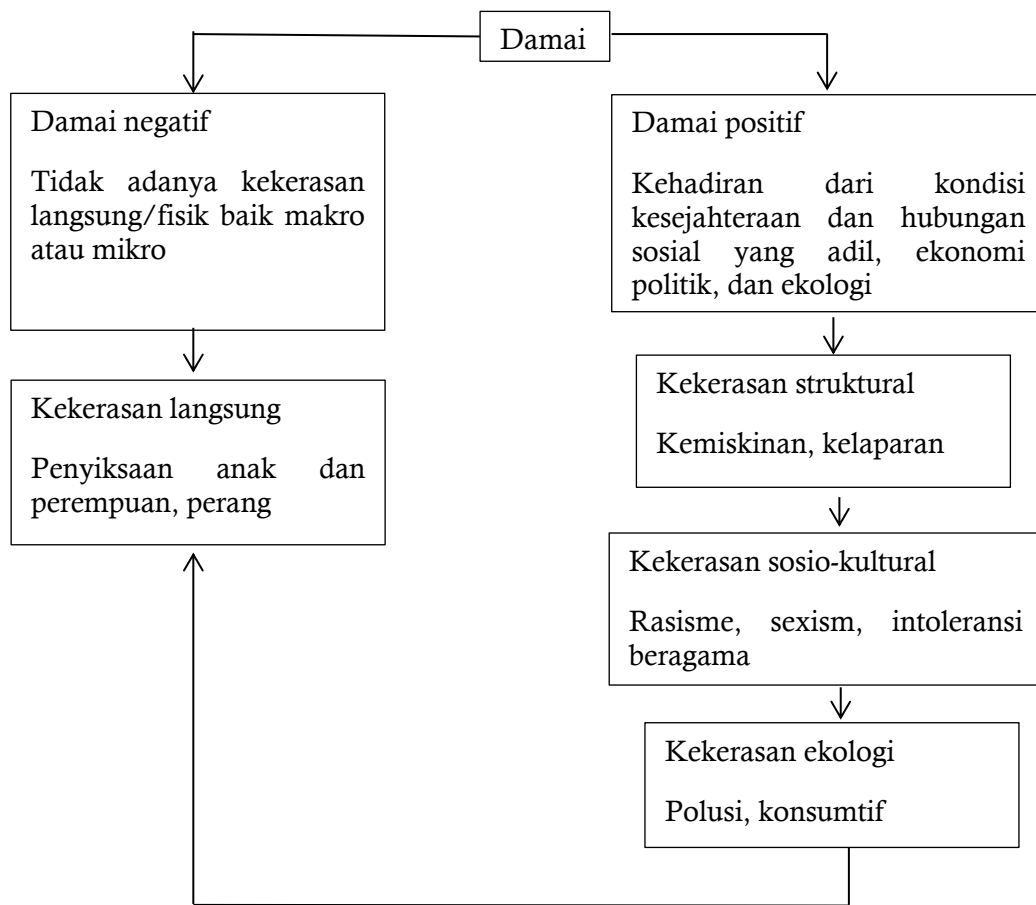 Damai
Damai negatif
Tidak adanya kekerasan
langsung/fisik baik makro
atau mikro
Damai positif
Kehadiran dari kondisi
kesejahteraan dan hubungan
sosial yang adil, ekonomi
politik, dan ekologi
Kekerasan langsung
Penyiksaan anak dan
perempuan, perang
Kekerasan struktural
Kemiskinan, kelaparan
Kekerasan sosio-kultural
Rasisme, sexism, intoleransi
beragama
Kekerasan ekologi
Polusi, konsumtif